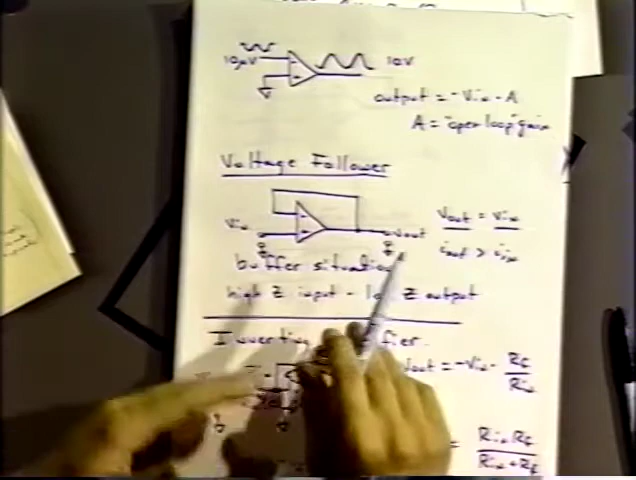 10μV 10V
output = -Vin · A
A = "open loop" gain
Voltage Follower
Vin Vout Vout = Vin
Z Z iout > iin
buffer situation
high Z input - Z output
Inverting
Vout = -Vin · Rf
Rin
= Rin Rf
Rin + Rf